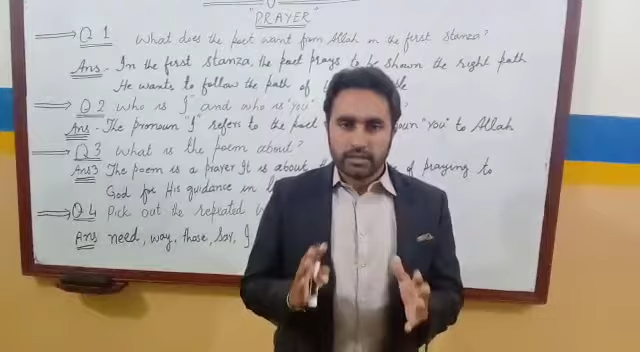 "PRAYER"
Q 1 What does the poet want from Allah in the first stanza?
Ans - In the first stanza, the poet prays to be shown the right path
He wants to follow the path of
Q 2 Who is I and who is "You"
Ans - The pronoun "I" refers to the poet "You" to Allah
Q 3 What is the poem about?
Ans 3 The poem is a prayer It is about of praying to
God for His guidance in
Q 4 Pick out the repeated
Ans need, way, those, say, I